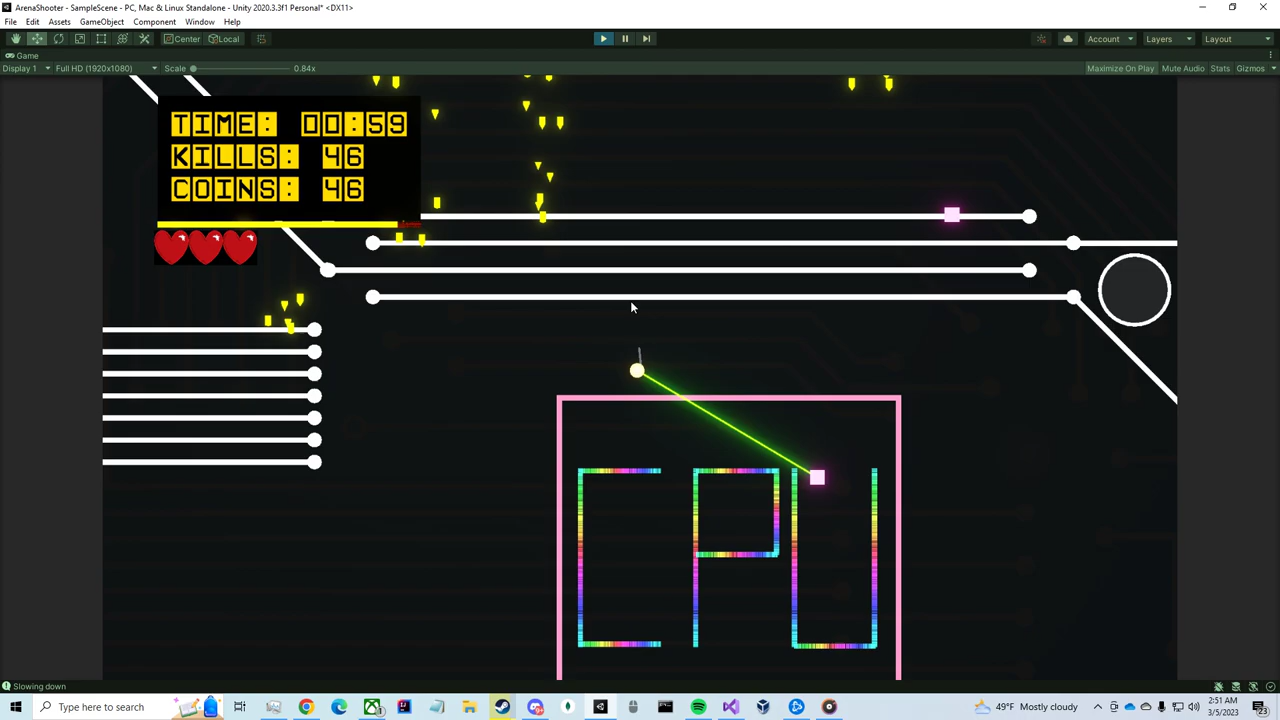 ArenaShooter - SampleScene - PC, Mac & Linux Standalone - Unity 2020.3.3f1 Personal* <DX11>
File Edit Assets GameObject Component Window Help
Center Local Account Layers Layout
Game
Display 1 Full HD (1920x1080) Scale 0.84x Maximize On Play Mute Audio Stats Gizmos
TIME: 00:59
KILLS: 46
COINS: 46
CPU
Slowing down
Type here to search
49°F Mostly cloudy
2:51 AM
3/5/2023
23